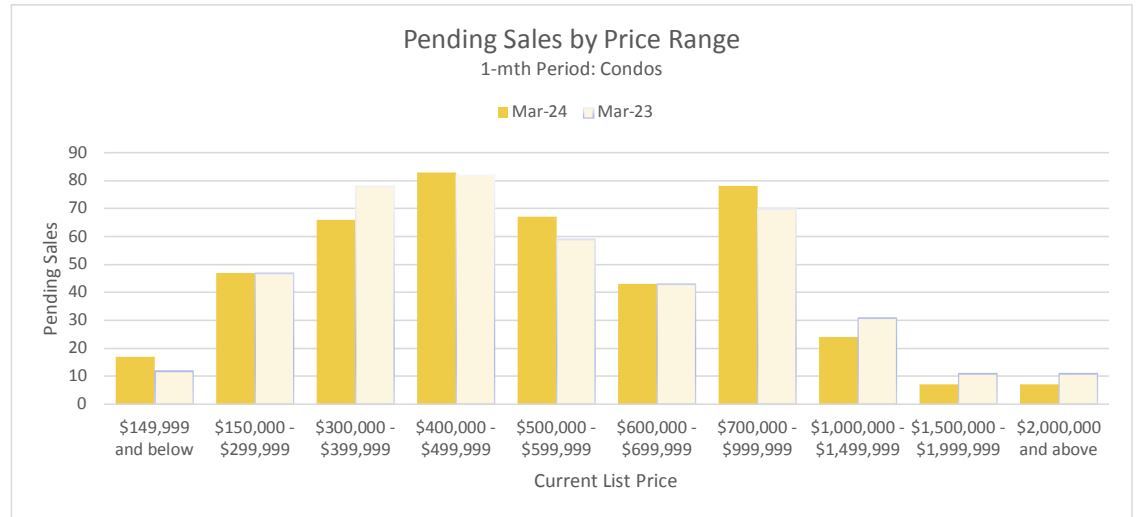 Pending Sales by Price Range
1-mth Period: Condos
Mar-24 Mar-23
Pending Sales
90
80
70
60
50
40
30
20
10
0
$149,999 and below
$150,000 - $299,999
$300,000 - $399,999
$400,000 - $499,999
$500,000 - $599,999
$600,000 - $699,999
$700,000 - $999,999
$1,000,000 - $1,499,999
$1,500,000 - $1,999,999
$2,000,000 and above
Current List Price